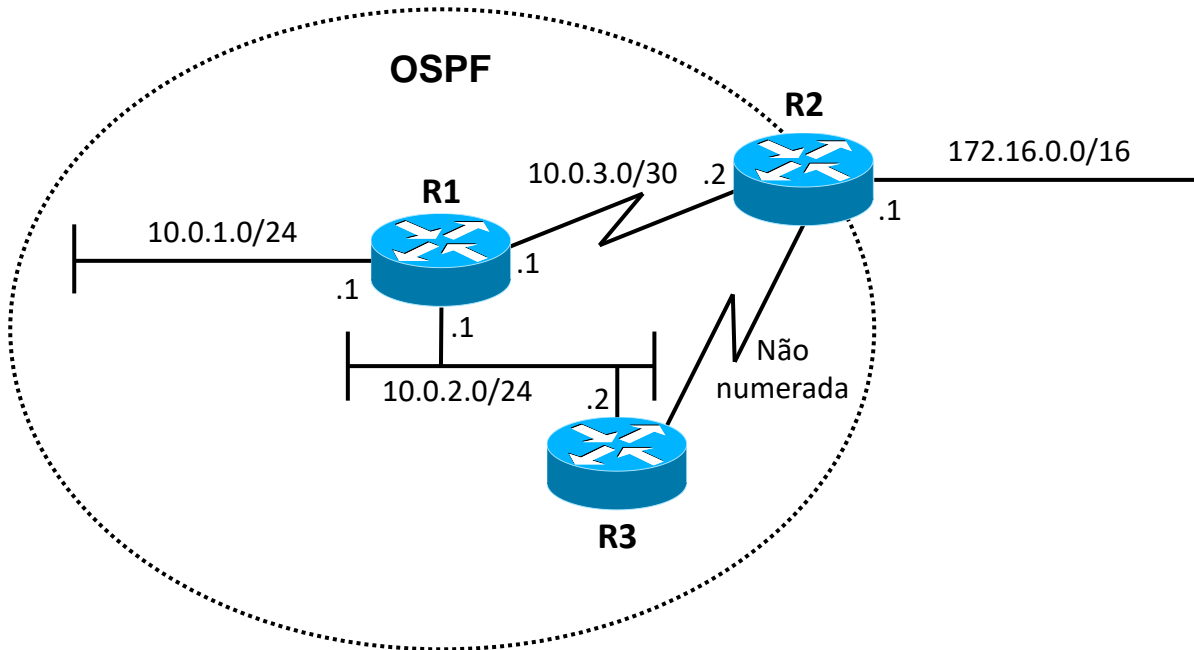 OSPF
R2
172.16.0.0/16
10.0.3.0/30
.2
R1
.1
10.0.1.0/24
.1
.1
.1
Não
numerada
10.0.2.0/24
.2
R3